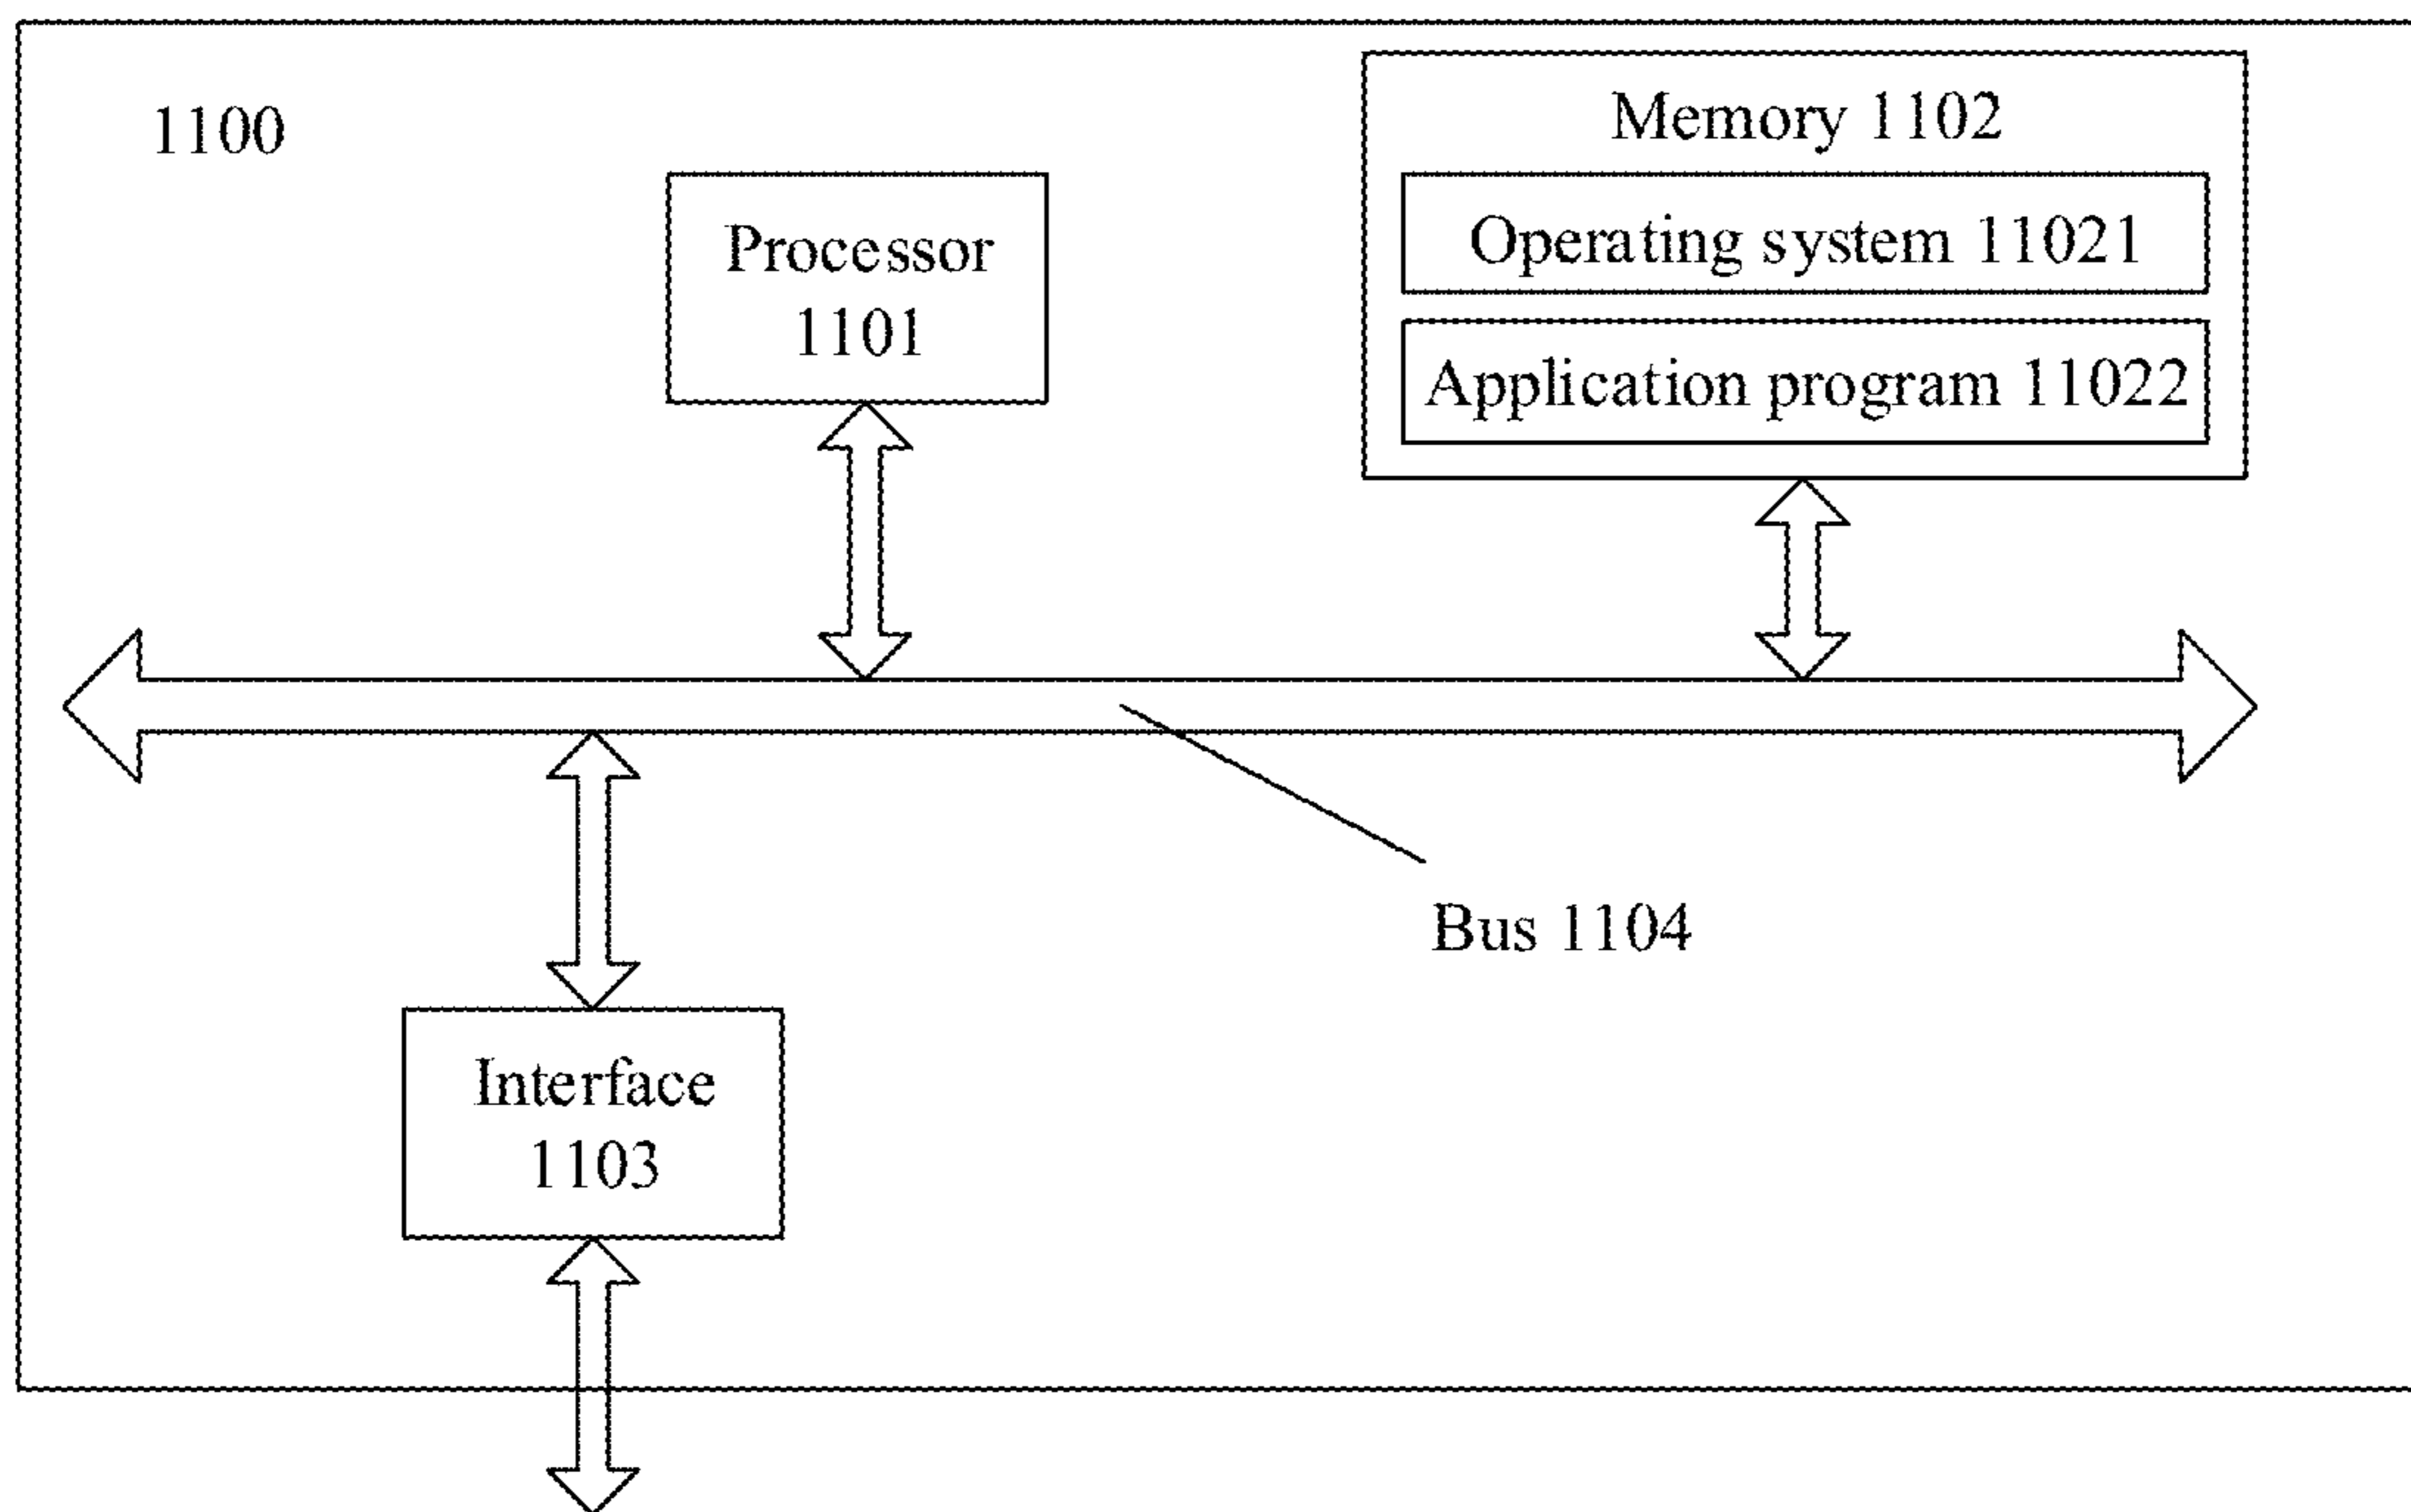 1100
Memory 1102
Operating system 11021
Application program 11022
Processor
1101
Bus 1104
Interface
1103